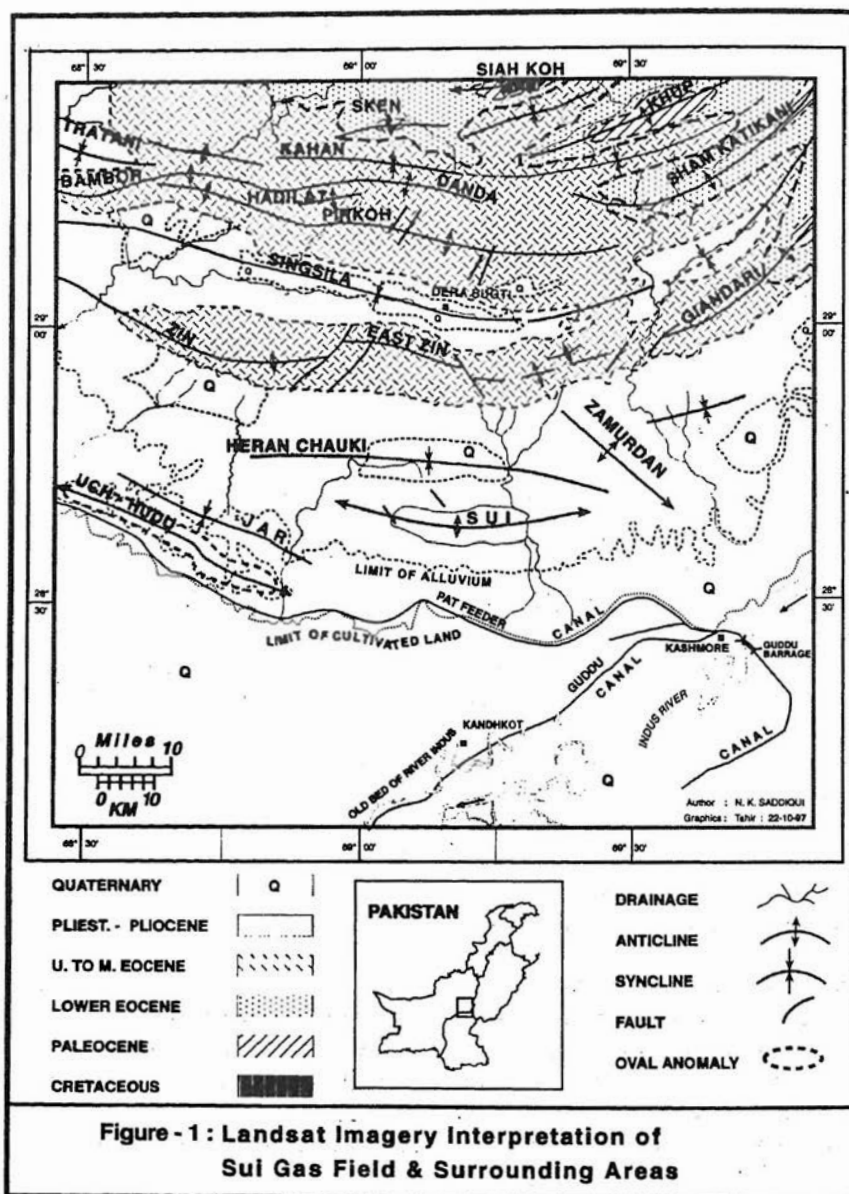 68° 30'
69° 00'
69° 30'
SIAH KOH
SKEN
KHUP
TRATANI
KAHAN
SHAM KATIKANI
BAMBOR
DANDA
HADILAT
PIRKOH
Q
SINGSILA
Q
Q
DERA BUGTI
Q
GIANDARI
29° 00'
29° 00'
ZIN
EAST ZIN
Q
ZAMURDAN
HERAN CHAUKI
Q
Q
UCH - HUDU
JAR
SUI
LIMIT OF ALLUVIUM
Q
28° 30'
30'
PAT FEEDER
CANAL
LIMIT OF CULTIVATED LAND
KASHMORE
GUDDU BARRAGE
Q
GUDDU
CANAL
INDUS RIVER
CANAL
KANDHKOT
OLD BED OF RIVER INDUS
Q
Miles
0 10
0 10
KM
Author : N. K. SADDIQUI
Graphics : Tahir : 22-10-97
68° 30'
69° 00'
69° 30'
QUATERNARY
Q
PLIEST. - PLIOCENE
U. TO M. EOCENE
LOWER EOCENE
PALEOCENE
CRETACEOUS
PAKISTAN
DRAINAGE
ANTICLINE
SYNCLINE
FAULT
OVAL ANOMALY
Figure - 1 : Landsat Imagery Interpretation of
Sui Gas Field & Surrounding Areas